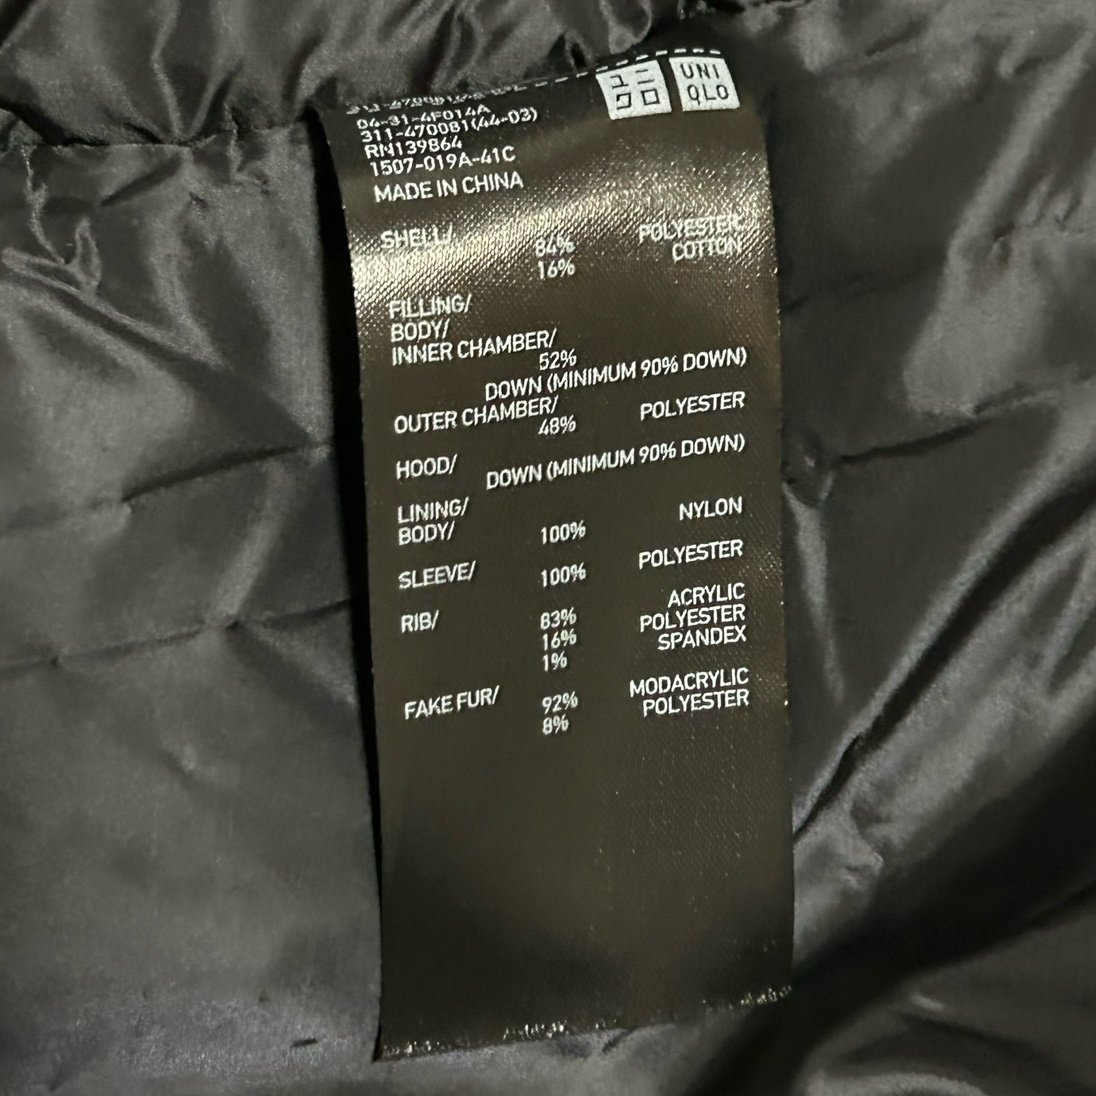 ユニ
クロ
UNI
QLO
04-31-4F014A
311-470081(44-03)
RN139864
1507-019A-41C
MADE IN CHINA
SHELL/
84% POLYESTER
16% COTTON
FILLING/
BODY/
INNER CHAMBER/
52%
DOWN (MINIMUM 90% DOWN)
OUTER CHAMBER/
48% POLYESTER
HOOD/
DOWN (MINIMUM 90% DOWN)
LINING/
BODY/ 100% NYLON
SLEEVE/ 100% POLYESTER
RIB/ 83% ACRYLIC
16% POLYESTER
1% SPANDEX
FAKE FUR/ 92% MODACRYLIC
8% POLYESTER